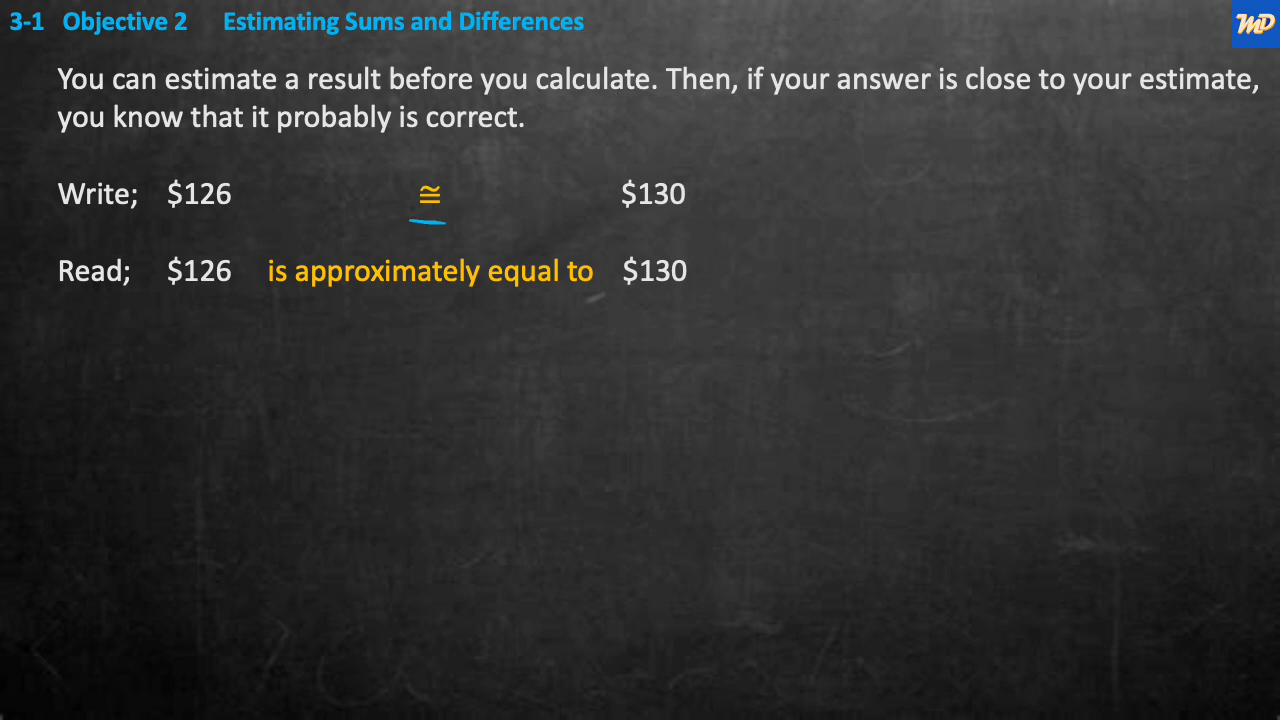 3-1 Objective 2 Estimating Sums and Differences
MD
You can estimate a result before you calculate. Then, if your answer is close to your estimate,
you know that it probably is correct.
Write; $126 ≅ $130
Read; $126 is approximately equal to $130